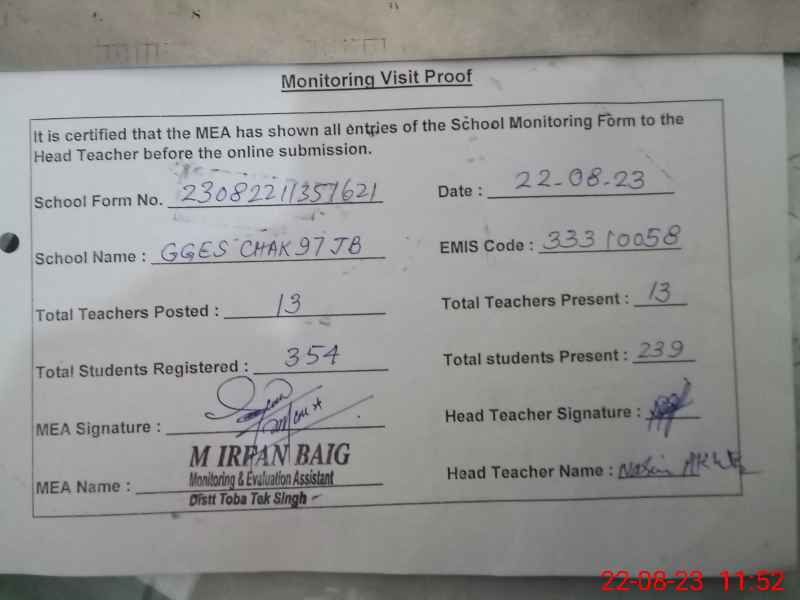 Monitoring Visit Proof
It is certified that the MEA has shown all entries of the School Monitoring Form to the
Head Teacher before the online submission.
School Form No. 23082211357621 Date : 22-08-23
School Name : GGES CHAK 97 JB EMIS Code : 33310058
Total Teachers Posted : 13 Total Teachers Present : 13
Total Students Registered : 354 Total students Present : 239
MEA Signature : Head Teacher Signature :
M IRFAN BAIG
Monitoring & Evaluation Assistant
MEA Name : Head Teacher Name :
Distt Toba Tek Singh
22-08-23 11:52